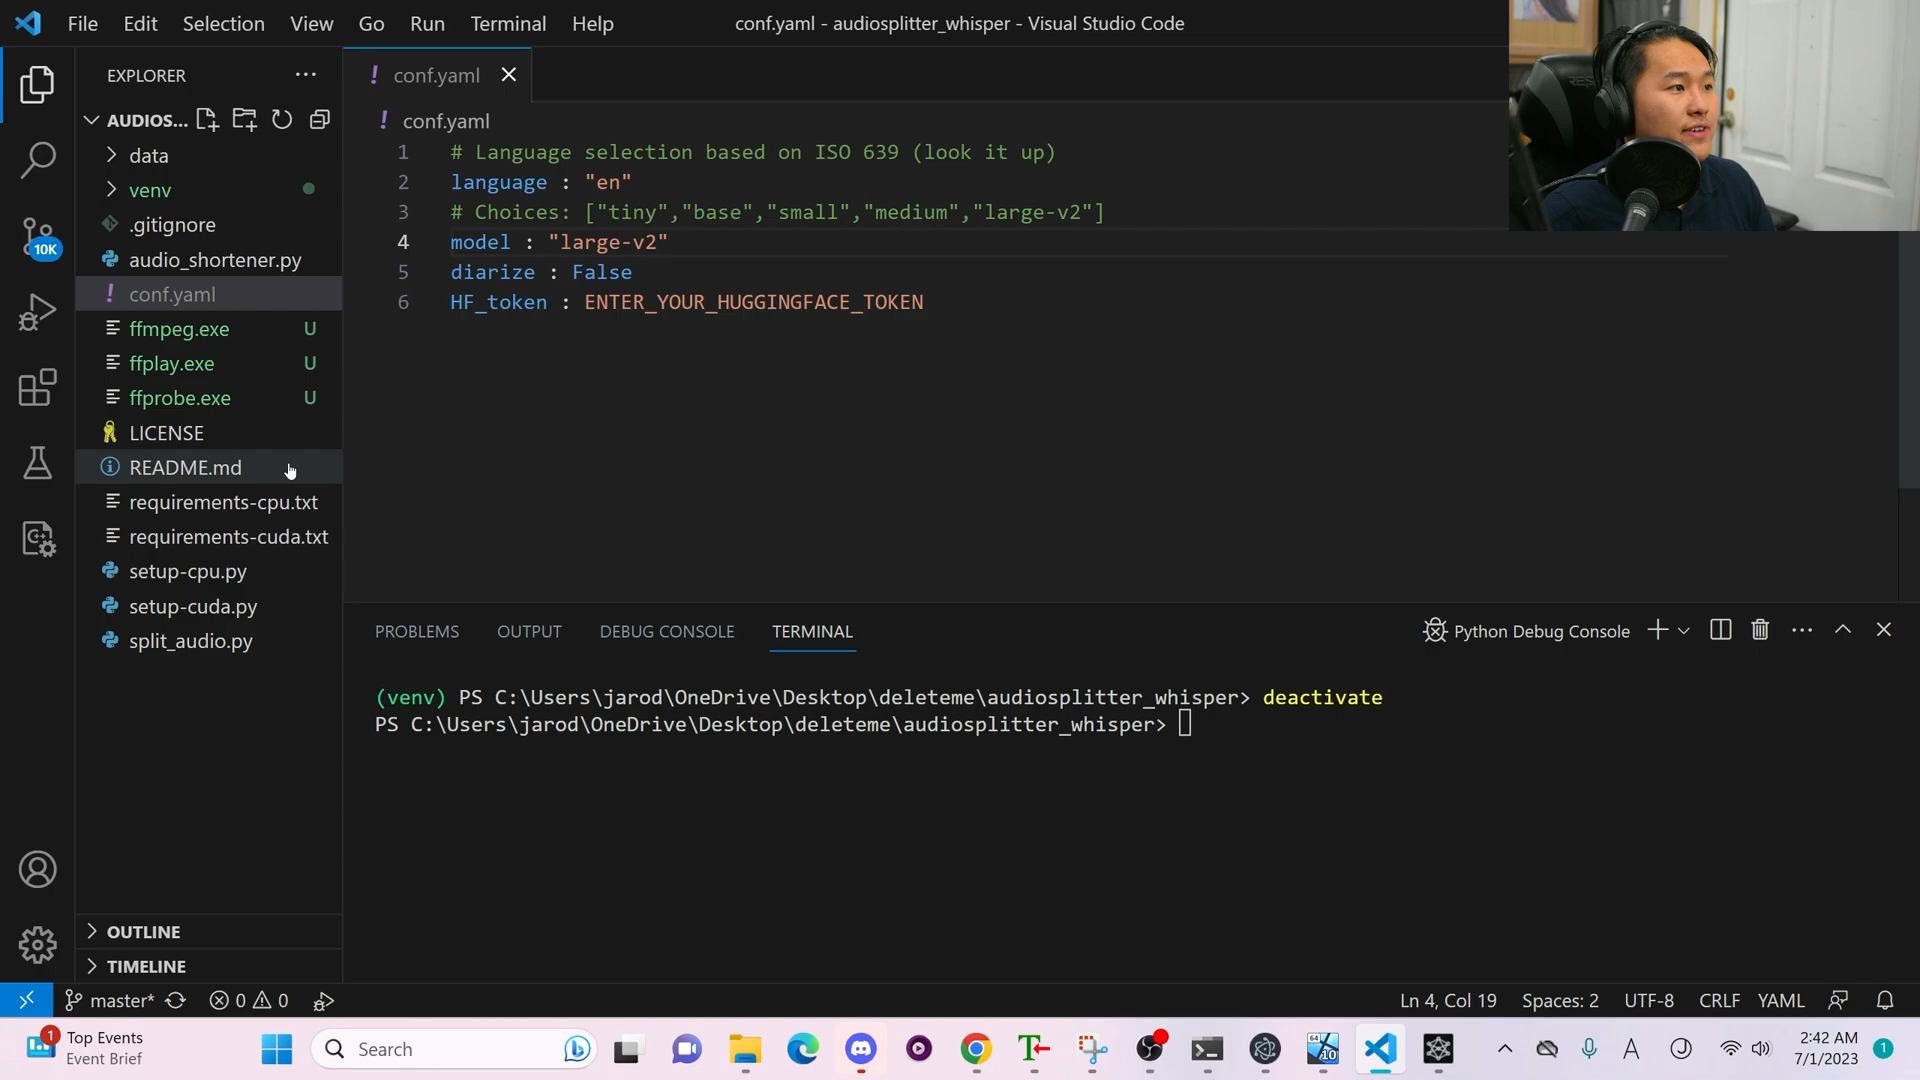 File Edit Selection View Go Run Terminal Help
conf.yaml - audiosplitter_whisper - Visual Studio Code
EXPLORER
AUDIOS...
data
venv
.gitignore
audio_shortener.py
! conf.yaml
ffmpeg.exe U
ffplay.exe U
ffprobe.exe U
LICENSE
README.md
requirements-cpu.txt
requirements-cuda.txt
setup-cpu.py
setup-cuda.py
split_audio.py
10K
OUTLINE
TIMELINE
! conf.yaml
! conf.yaml
1 # Language selection based on ISO 639 (look it up)
2 language : "en"
3 # Choices: ["tiny","base","small","medium","large-v2"]
4 model : "large-v2"
5 diarize : False
6 HF_token : ENTER_YOUR_HUGGINGFACE_TOKEN
PROBLEMS OUTPUT DEBUG CONSOLE TERMINAL
Python Debug Console
(venv) PS C:\Users\jarod\OneDrive\Desktop\deleteme\audiosplitter_whisper> deactivate
PS C:\Users\jarod\OneDrive\Desktop\deleteme\audiosplitter_whisper>
master* 0 0
Ln 4, Col 19 Spaces: 2 UTF-8 CRLF YAML
1
Top Events
Event Brief
Search
64
10
A
2:42 AM
7/1/2023
1